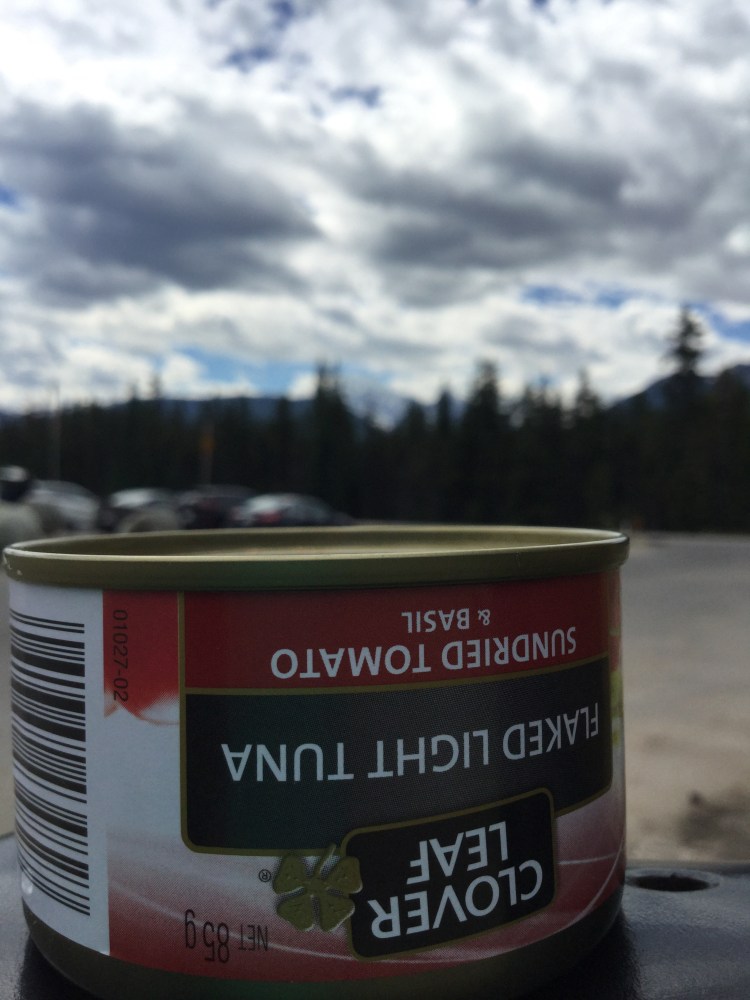 CLOVER
LEAF
®
FLAKED LIGHT TUNA
SUNDRIED TOMATO
& BASIL
NET 85 g
01027-02